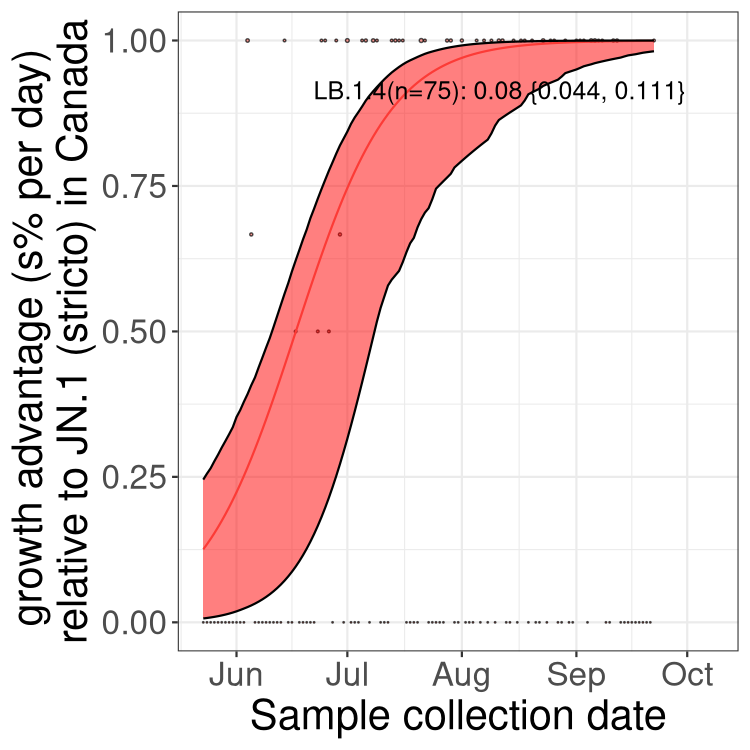 growth advantage (s% per day)
relative to JN.1 (stricto) in Canada
1.00
0.75
0.50
0.25
0.00
LB.1.4(n=75): 0.08 {0.044, 0.111}
Jun Jul Aug Sep Oct
Sample collection date